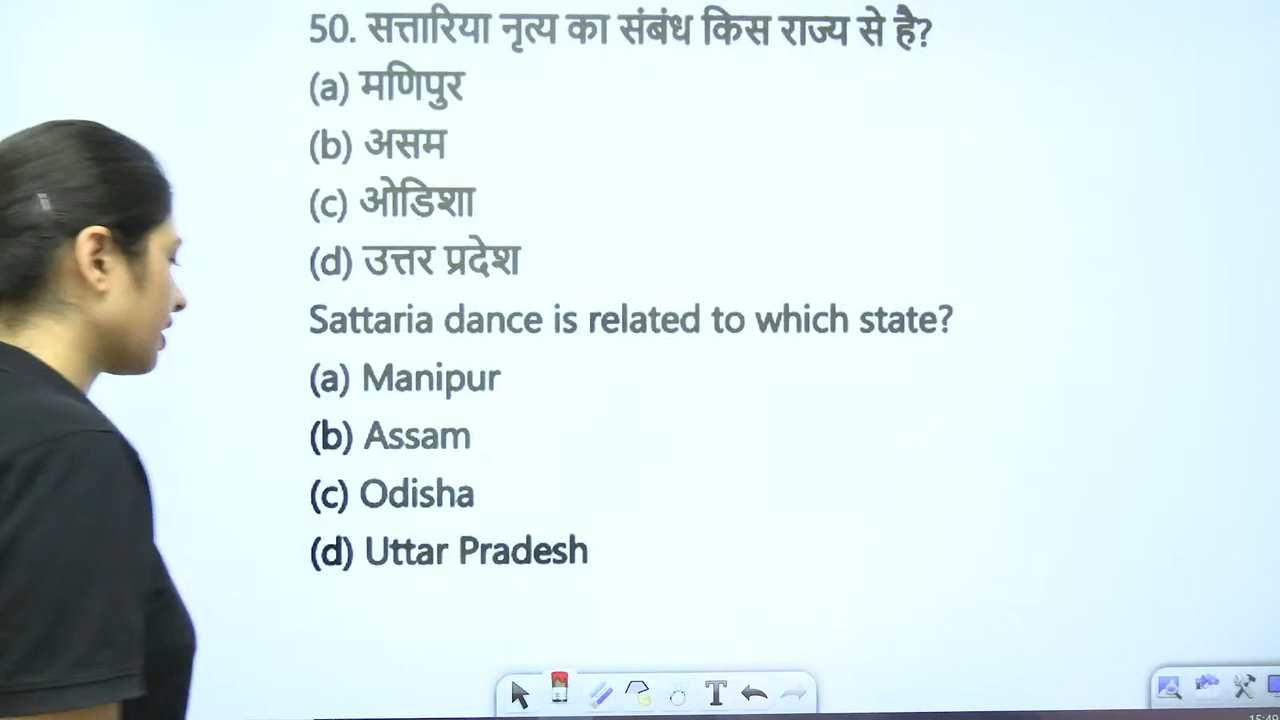 50. सत्तारिया नृत्य का संबंध किस राज्य से है?
(a) मणिपुर
(b) असम
(c) ओडिशा
(d) उत्तर प्रदेश
Sattaria dance is related to which state?
(a) Manipur
(b) Assam
(c) Odisha
(d) Uttar Pradesh
T